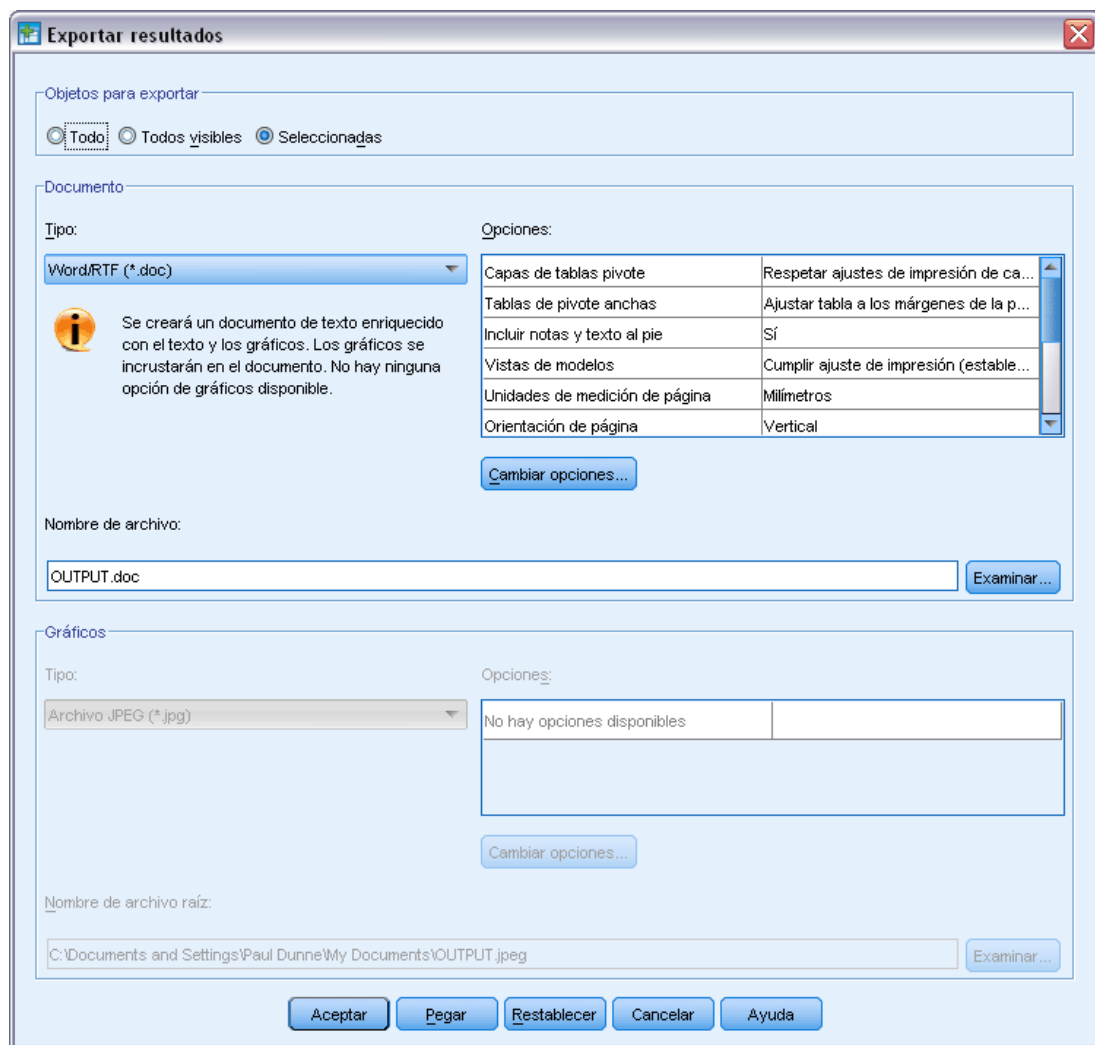 Exportar resultados
Objetos para exportar
Todo Todos visibles Seleccionadas
Documento
Tipo:
Word/RTF (*.doc)
Se creará un documento de texto enriquecido
con el texto y los gráficos. Los gráficos se
incrustarán en el documento. No hay ninguna
opción de gráficos disponible.
Opciones:
Capas de tablas pivote Respetar ajustes de impresión de ca...
Tablas de pivote anchas Ajustar tabla a los márgenes de la p...
Incluir notas y texto al pie Sí
Vistas de modelos Cumplir ajuste de impresión (estable...
Unidades de medición de página Milímetros
Orientación de página Vertical
Cambiar opciones...
Nombre de archivo:
OUTPUT.doc Examinar...
Gráficos
Tipo:
Archivo JPEG (*.jpg)
Opciones:
No hay opciones disponibles
Cambiar opciones...
Nombre de archivo raíz:
C:\Documents and Settings\Paul Dunne\My Documents\OUTPUT.jpeg Examinar...
Aceptar Pegar Restablecer Cancelar Ayuda